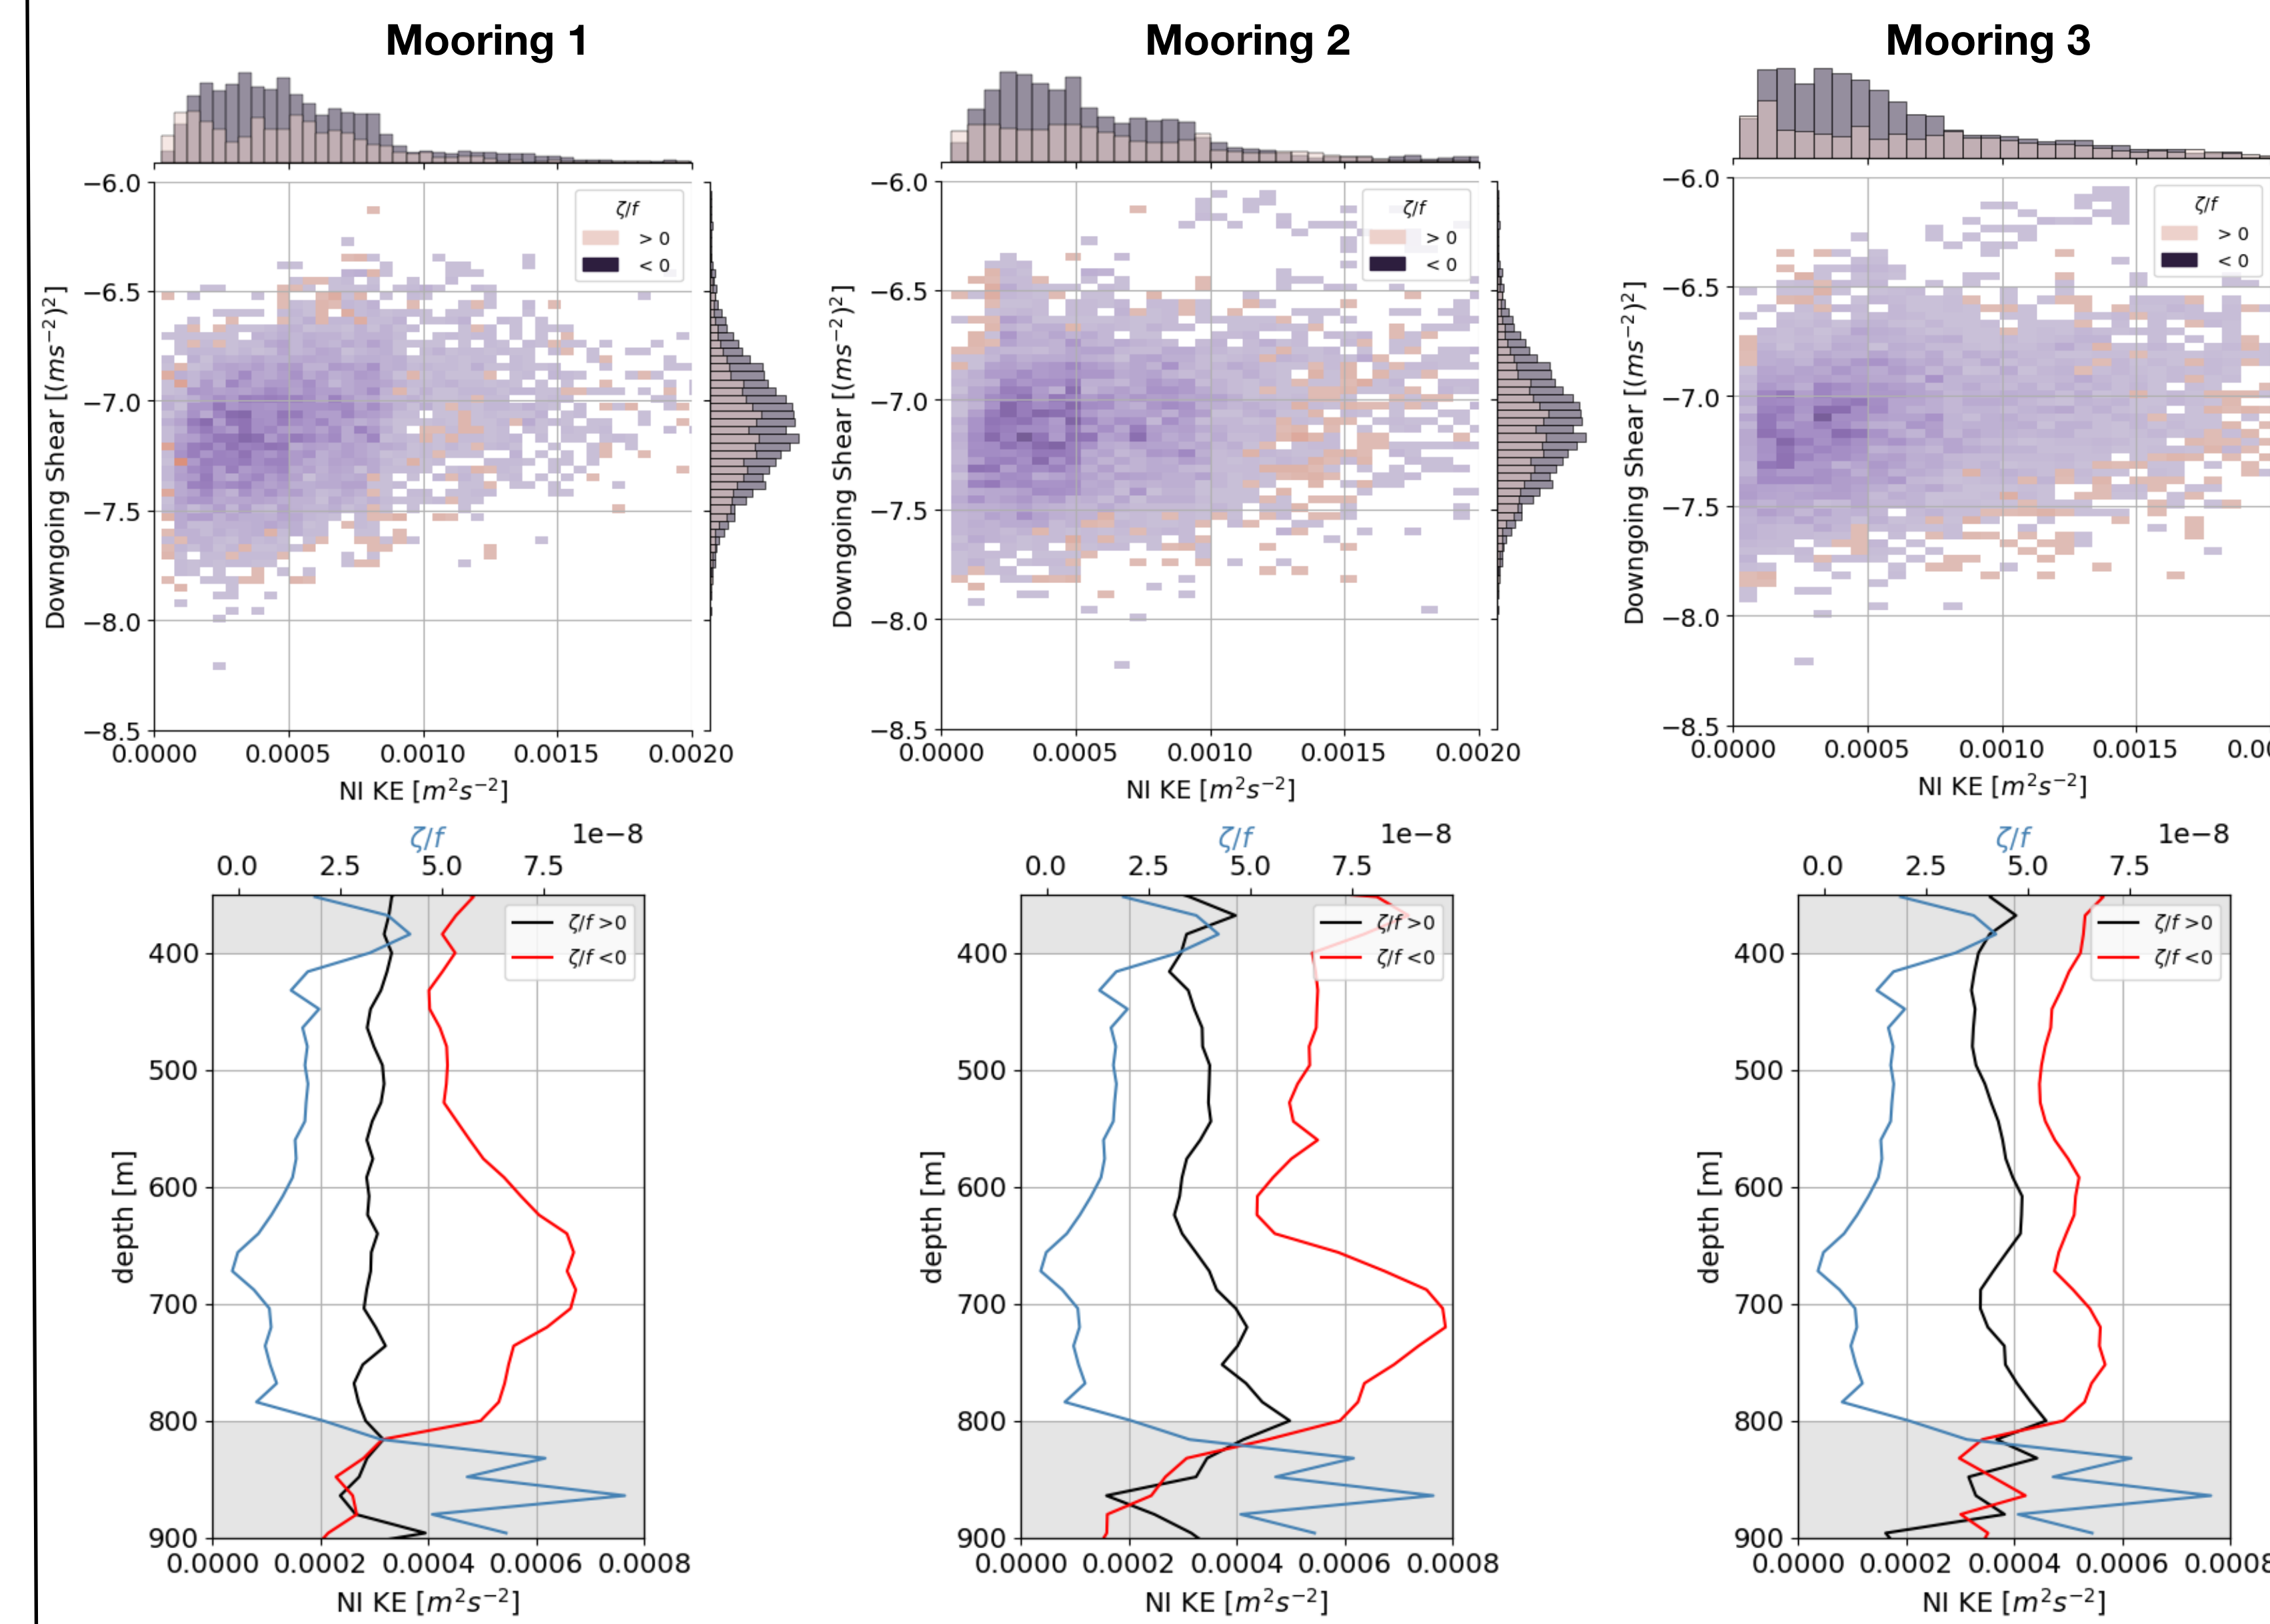 Mooring 1
Mooring 2
Mooring 3
−6.0
−6.5
−7.0
−7.5
−8.0
−8.5
Downgoing Shear [(ms⁻²)²]
ζ/f
> 0
< 0
0.0000 0.0005 0.0010 0.0015 0.0020
NI KE [m²s⁻²]
−6.0
−6.5
−7.0
−7.5
−8.0
−8.5
Downgoing Shear [(ms⁻²)²]
ζ/f
> 0
< 0
0.0000 0.0005 0.0010 0.0015 0.0020
NI KE [m²s⁻²]
−6.0
−6.5
−7.0
−7.5
−8.0
−8.5
Downgoing Shear [(ms⁻²)²]
ζ/f
> 0
< 0
0.0000 0.0005 0.0010 0.0015 0.00
NI KE [m²s⁻²]
ζ/f 1e−8
0.0 2.5 5.0 7.5
ζ/f >0
ζ/f <0
400
500
600
700
800
900
depth [m]
0.0000 0.0002 0.0004 0.0006 0.0008
NI KE [m²s⁻²]
ζ/f 1e−8
0.0 2.5 5.0 7.5
ζ/f >0
ζ/f <0
400
500
600
700
800
900
depth [m]
0.0000 0.0002 0.0004 0.0006 0.0008
NI KE [m²s⁻²]
ζ/f 1e−8
0.0 2.5 5.0 7.5
ζ/f >0
ζ/f <0
400
500
600
700
800
900
depth [m]
0.0000 0.0002 0.0004 0.0006 0.0008
NI KE [m²s⁻²]